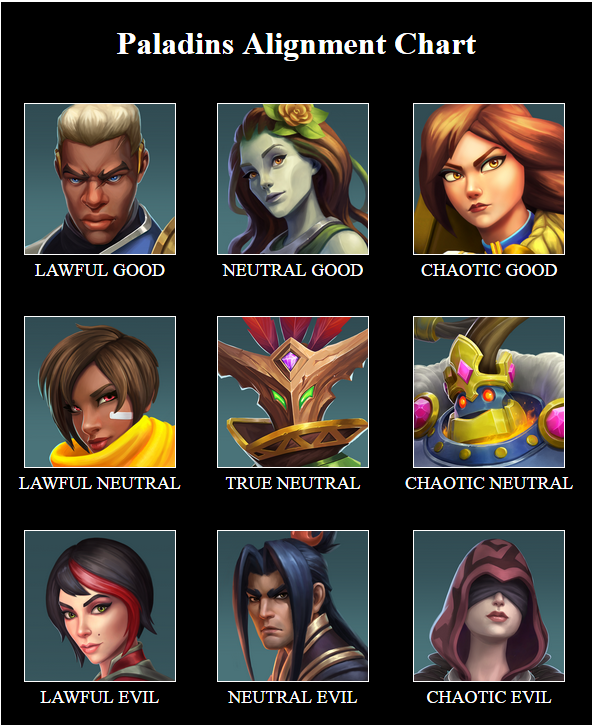 Paladins Alignment Chart
LAWFUL GOOD
NEUTRAL GOOD
CHAOTIC GOOD
LAWFUL NEUTRAL
TRUE NEUTRAL
CHAOTIC NEUTRAL
LAWFUL EVIL
NEUTRAL EVIL
CHAOTIC EVIL